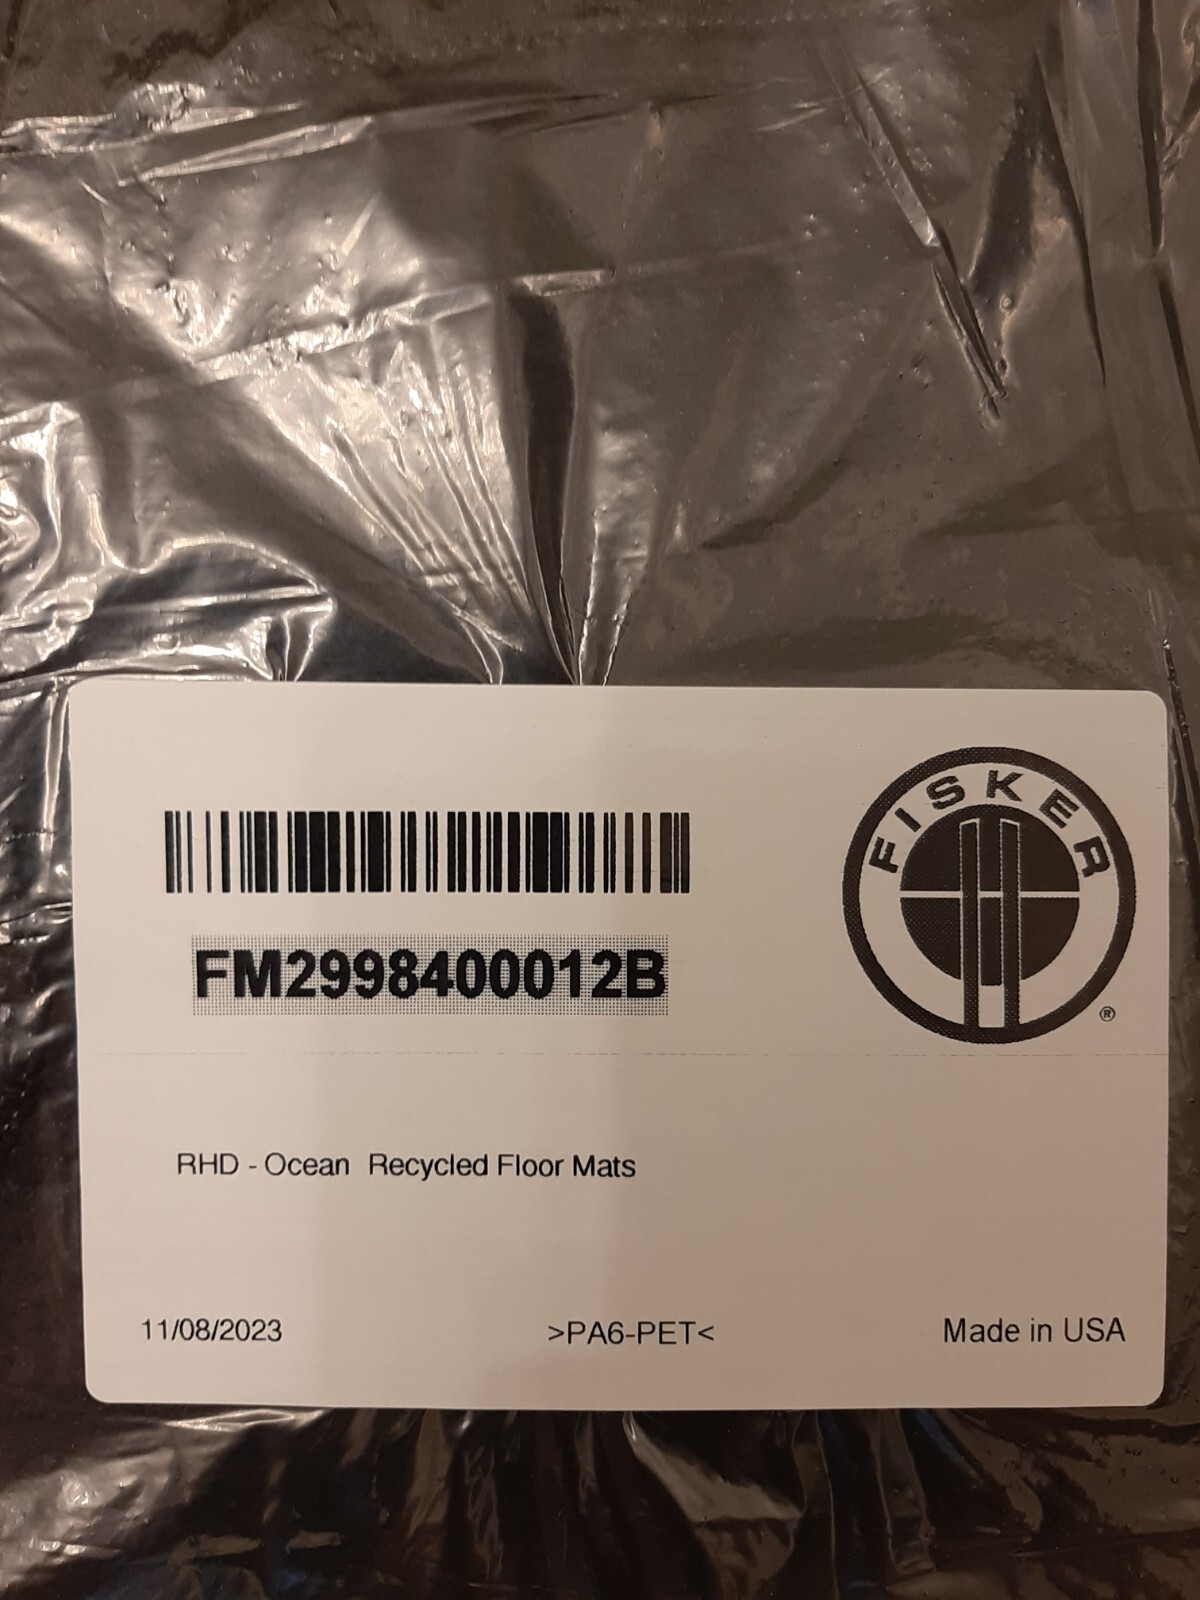 FISKER
®
FM2998400012B
RHD - Ocean  Recycled Floor Mats
11/08/2023 >PA6-PET< Made in USA